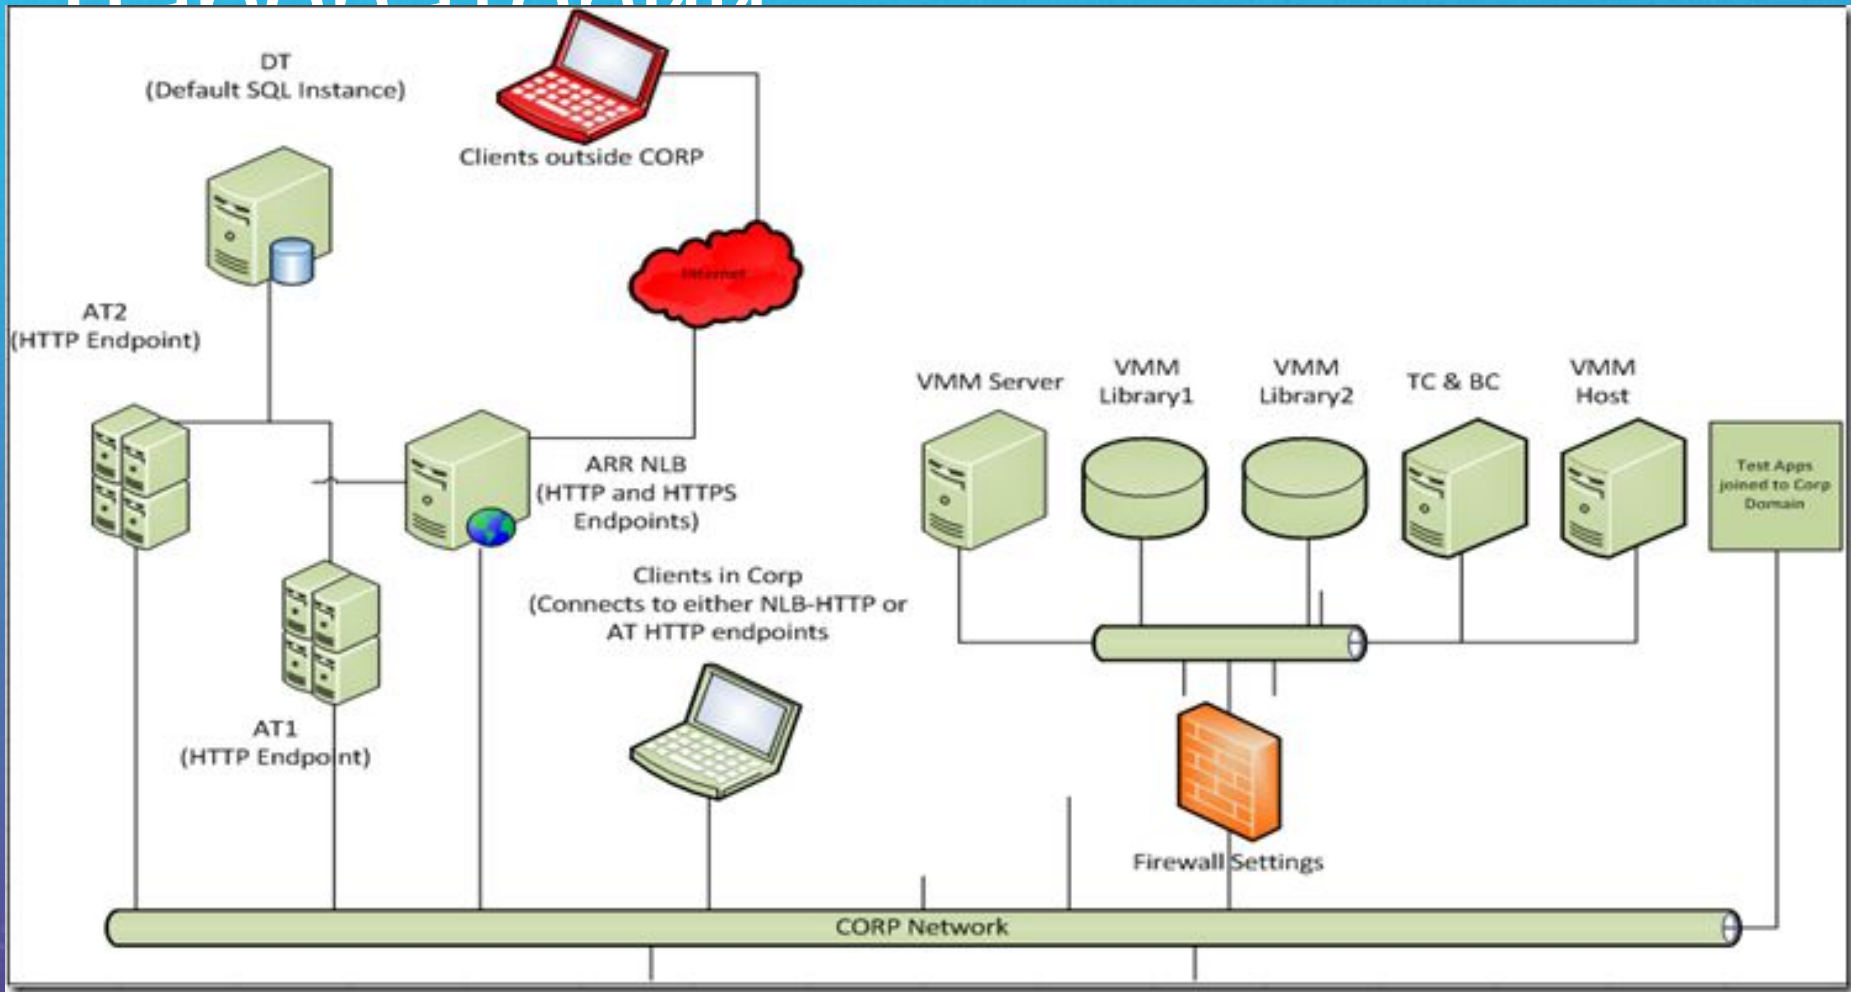 DT
(Default SQL Instance)
Clients outside CORP
Internet
AT2
(HTTP Endpoint)
VMM Server
VMM
Library1
VMM
Library2
TC & BC
VMM
Host
ARR NLB
(HTTP and HTTPS
Endpoints)
Test Apps
joined to Corp
Domain
Clients in Corp
(Connects to either NLB-HTTP or
AT HTTP endpoints
AT1
(HTTP Endpoint)
Firewall Settings
CORP Network